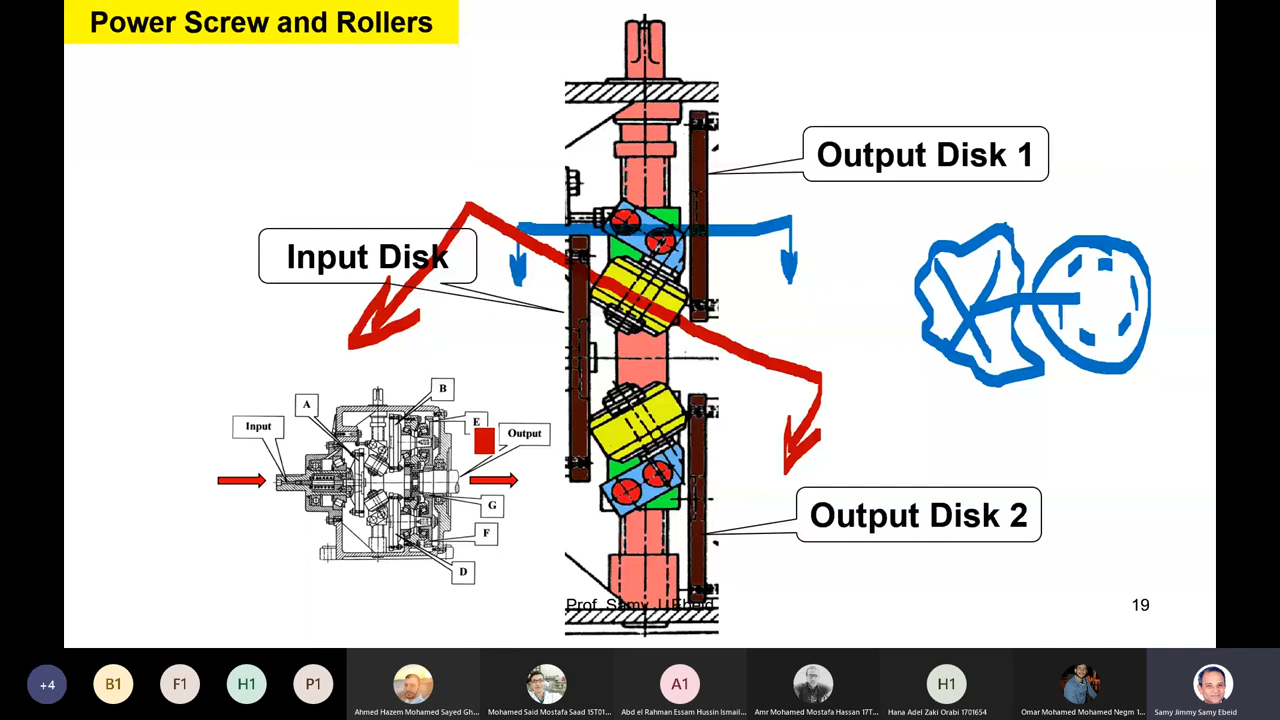 Power Screw and Rollers
Output Disk 1
Input Disk
B
A
E
Input
Output
G
F
D
Output Disk 2
Prof. Samy J. Ebeid
19
+4
B1
F1
H1
P1
A1
H1
Ahmed Hazem Mohamed Sayed Gh...
Mohamed Said Mostafa Saad 15T01...
Abd el Rahman Essam Hussin Ismail...
Amr Mohamed Mostafa Hassan 17T...
Hana Adel Zaki Orabi 1701654
Omar Mohamed Mohamed Negm 1...
Samy Jimmy Samy Ebeid